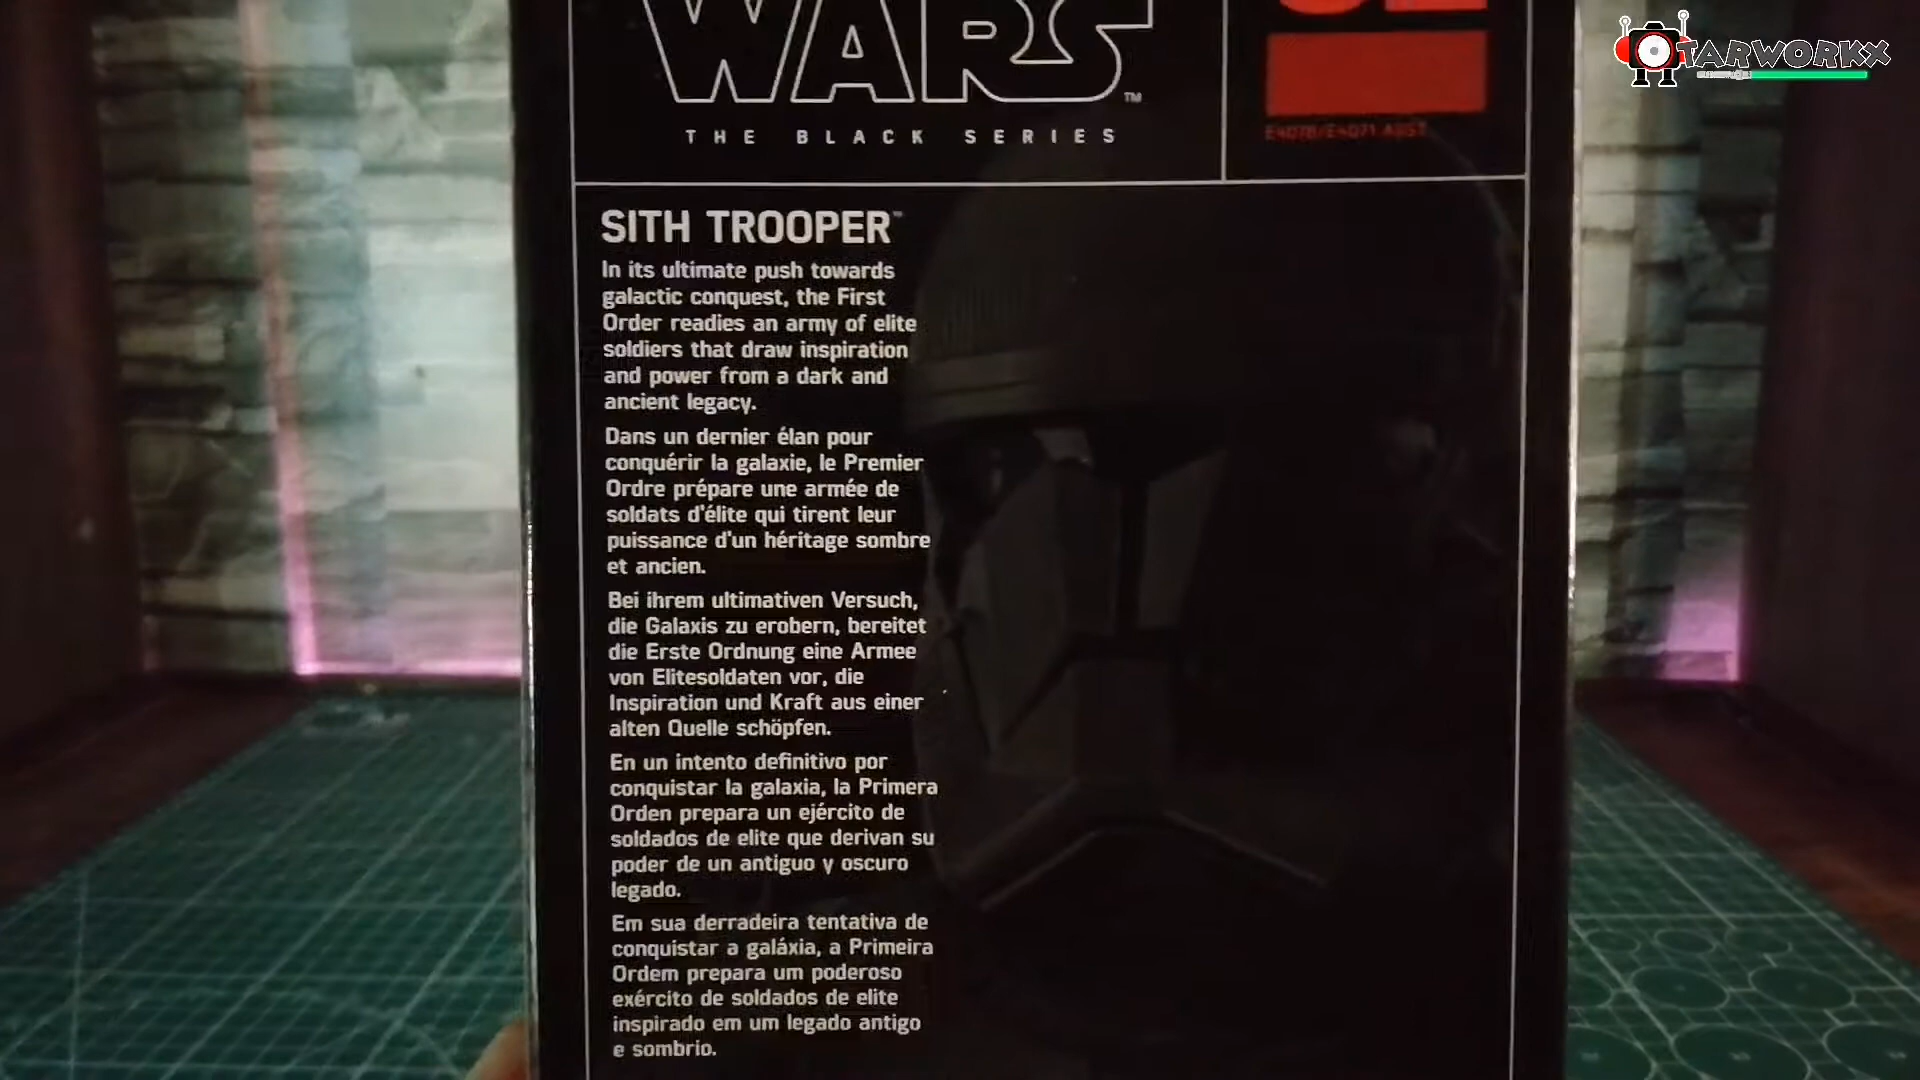 WARS
TM
THE BLACK SERIES
E4078/E4071 ASST.
TARWORKX
SITH TROOPER™
In its ultimate push towards
galactic conquest, the First
Order readies an army of elite
soldiers that draw inspiration
and power from a dark and
ancient legacy.
Dans un dernier élan pour
conquérir la galaxie, le Premier
Ordre prépare une armée de
soldats d'élite qui tirent leur
puissance d'un héritage sombre
et ancien.
Bei ihrem ultimativen Versuch,
die Galaxis zu erobern, bereitet
die Erste Ordnung eine Armee
von Elitesoldaten vor, die
Inspiration und Kraft aus einer
alten Quelle schöpfen.
En un intento definitivo por
conquistar la galaxia, la Primera
Orden prepara un ejército de
soldados de elite que derivan su
poder de un antiguo y oscuro
legado.
Em sua derradeira tentativa de
conquistar a galáxia, a Primeira
Ordem prepara um poderoso
exército de soldados de elite
inspirado em um legado antigo
e sombrio.